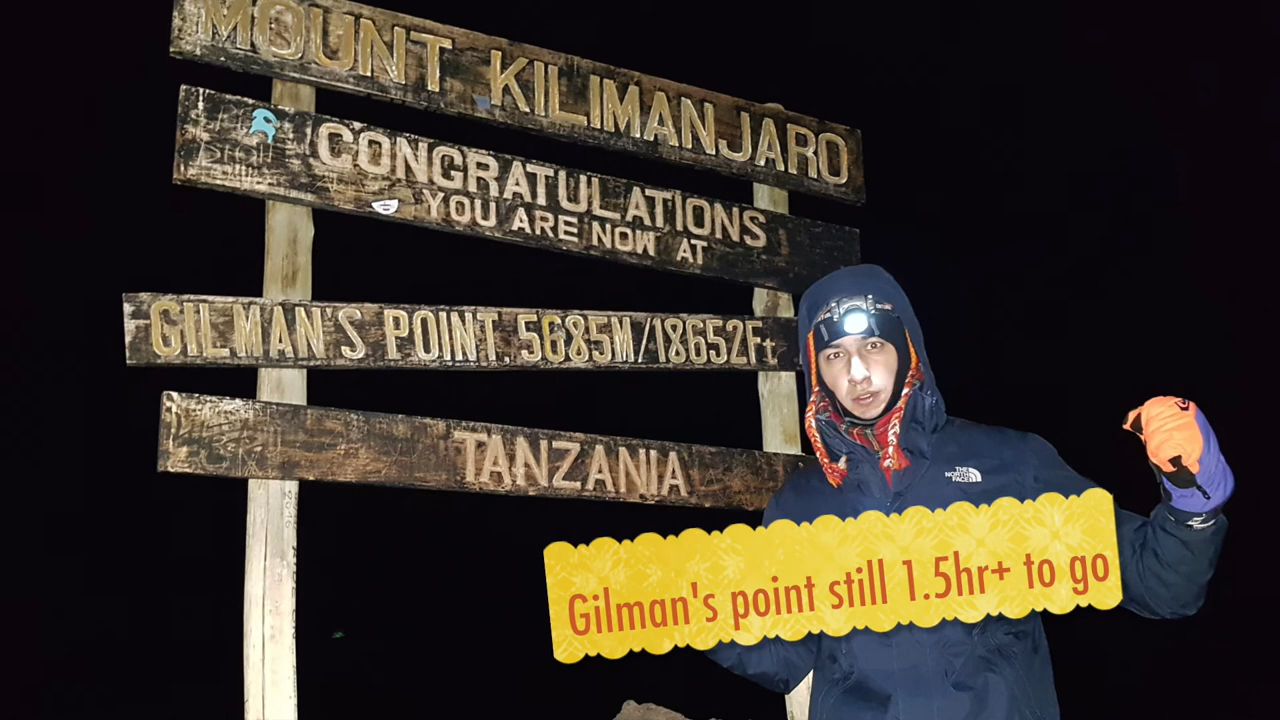 MOUNT KILIMANJARO
CONGRATULATIONS
YOU ARE NOW AT
GILMAN'S POINT, 5685M/18652Ft
TANZANIA
THE
NORTH
FACE
Gilman's point still 1.5hr+ to go